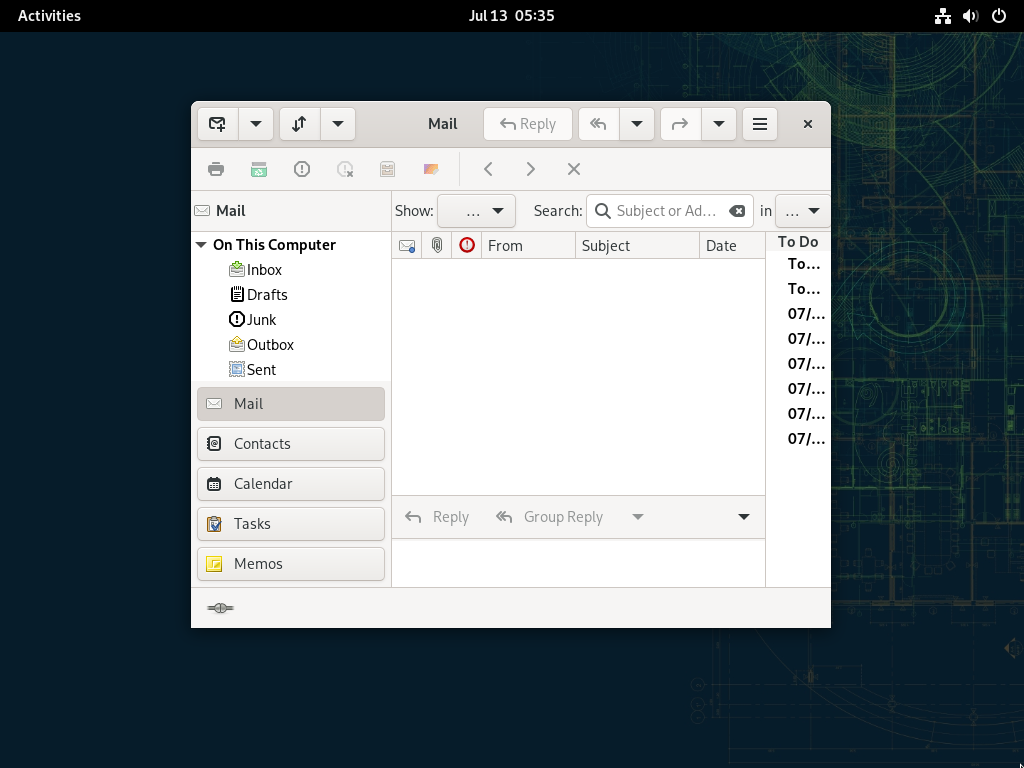 Activities
Jul 13 05:35
Mail
Reply
Mail
Show:
...
Search:
Subject or Ad...
in
...
On This Computer
Inbox
Drafts
Junk
Outbox
Sent
From
Subject
Date
To Do
To...
To...
07/...
07/...
07/...
07/...
07/...
07/...
Mail
Contacts
Calendar
Tasks
Memos
Reply
Group Reply